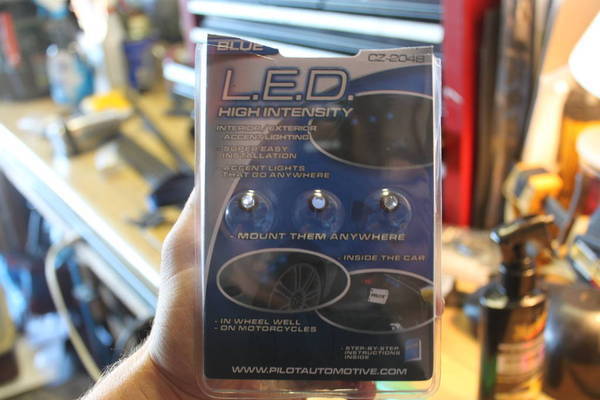 BLUE
CZ-2048
L.E.D.
HIGH INTENSITY
INTERIOR/EXTERIOR
ACCENT LIGHTING
- SUPER EASY
INSTALLATION
- ACCENT LIGHTS
THAT GO ANYWHERE
- MOUNT THEM ANYWHERE
- INSIDE THE CAR
- IN WHEEL WELL
- ON MOTORCYCLES
- STEP-BY-STEP
INSTRUCTIONS
INSIDE
WWW.PILOTAUTOMOTIVE.COM